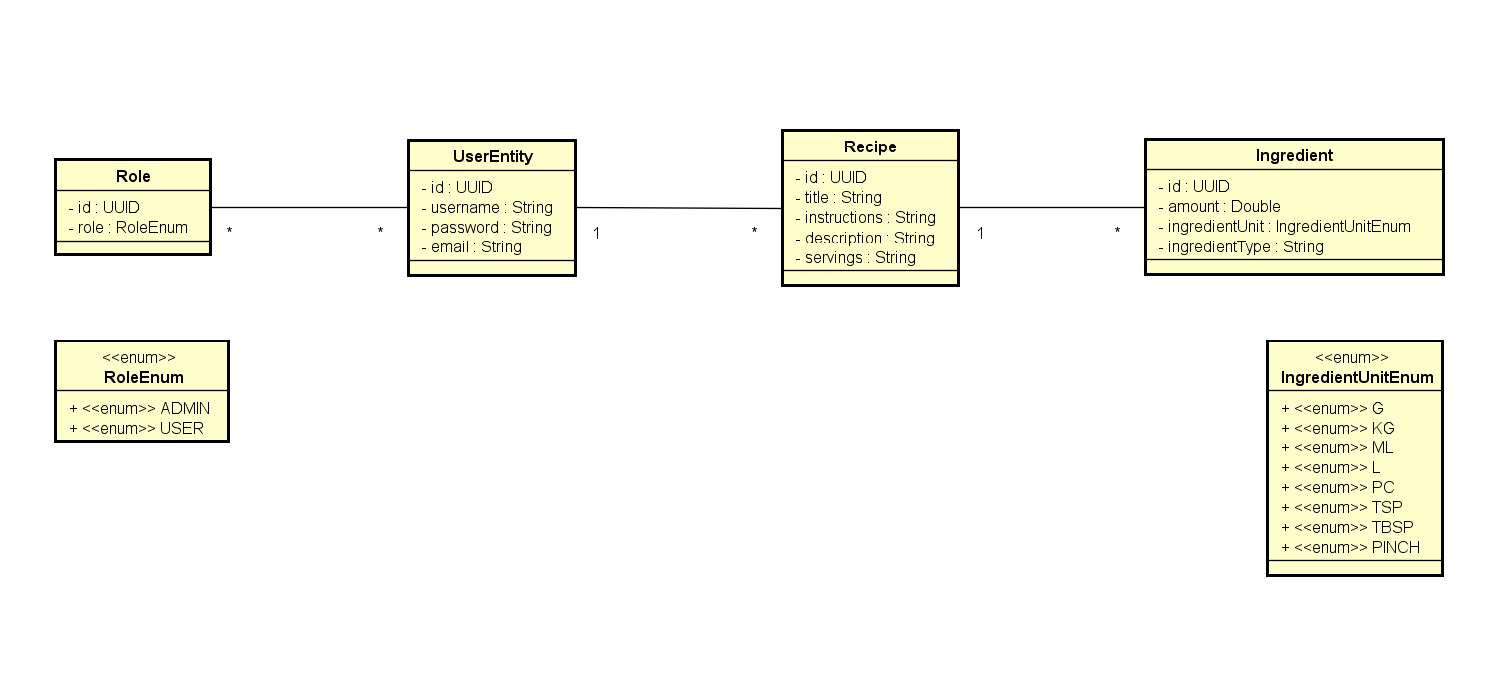 Role
- id : UUID
- role : RoleEnum
*
*
UserEntity
- id : UUID
- username : String
- password : String
- email : String
1
*
Recipe
- id : UUID
- title : String
- instructions : String
- description : String
- servings : String
1
*
Ingredient
- id : UUID
- amount : Double
- ingredientUnit : IngredientUnitEnum
- ingredientType : String
<<enum>>
RoleEnum
+ <<enum>> ADMIN
+ <<enum>> USER
<<enum>>
IngredientUnitEnum
+ <<enum>> G
+ <<enum>> KG
+ <<enum>> ML
+ <<enum>> L
+ <<enum>> PC
+ <<enum>> TSP
+ <<enum>> TBSP
+ <<enum>> PINCH